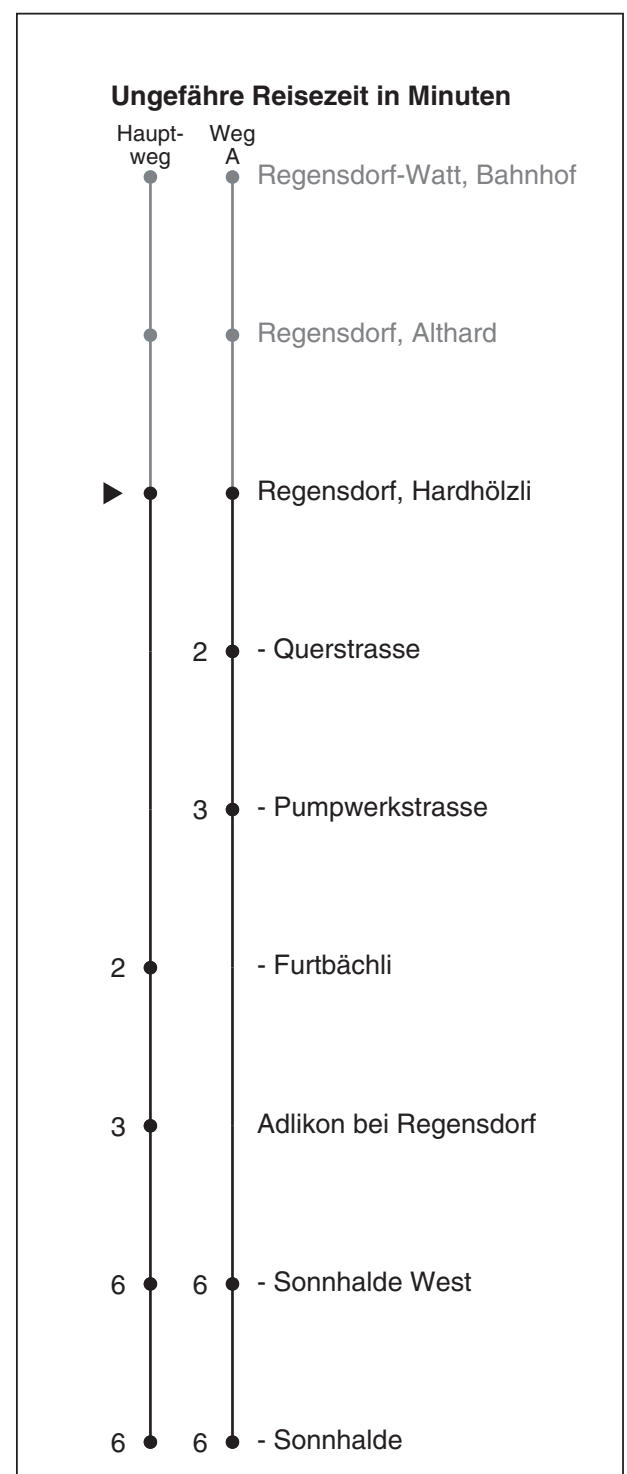 Ungefähre Reisezeit in Minuten
Haupt- Weg
weg A
Regensdorf-Watt, Bahnhof
Regensdorf, Althard
Regensdorf, Hardhölzli
2 - Querstrasse
3 - Pumpwerkstrasse
2 - Furtbächli
3 Adlikon bei Regensdorf
6 6 - Sonnhalde West
6 6 - Sonnhalde